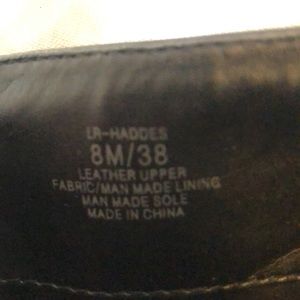 LR-HADDES
8M/38
LEATHER UPPER
FABRIC/MAN MADE LINING
MAN MADE SOLE
MADE IN CHINA